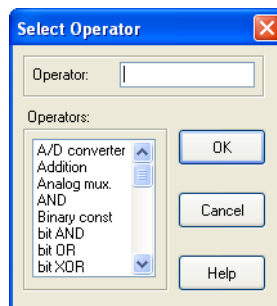 Select Operator
Operator:
Operators:
A/D converter
Addition
Analog mux.
AND
Binary const
bit AND
bit OR
bit XOR
OK
Cancel
Help